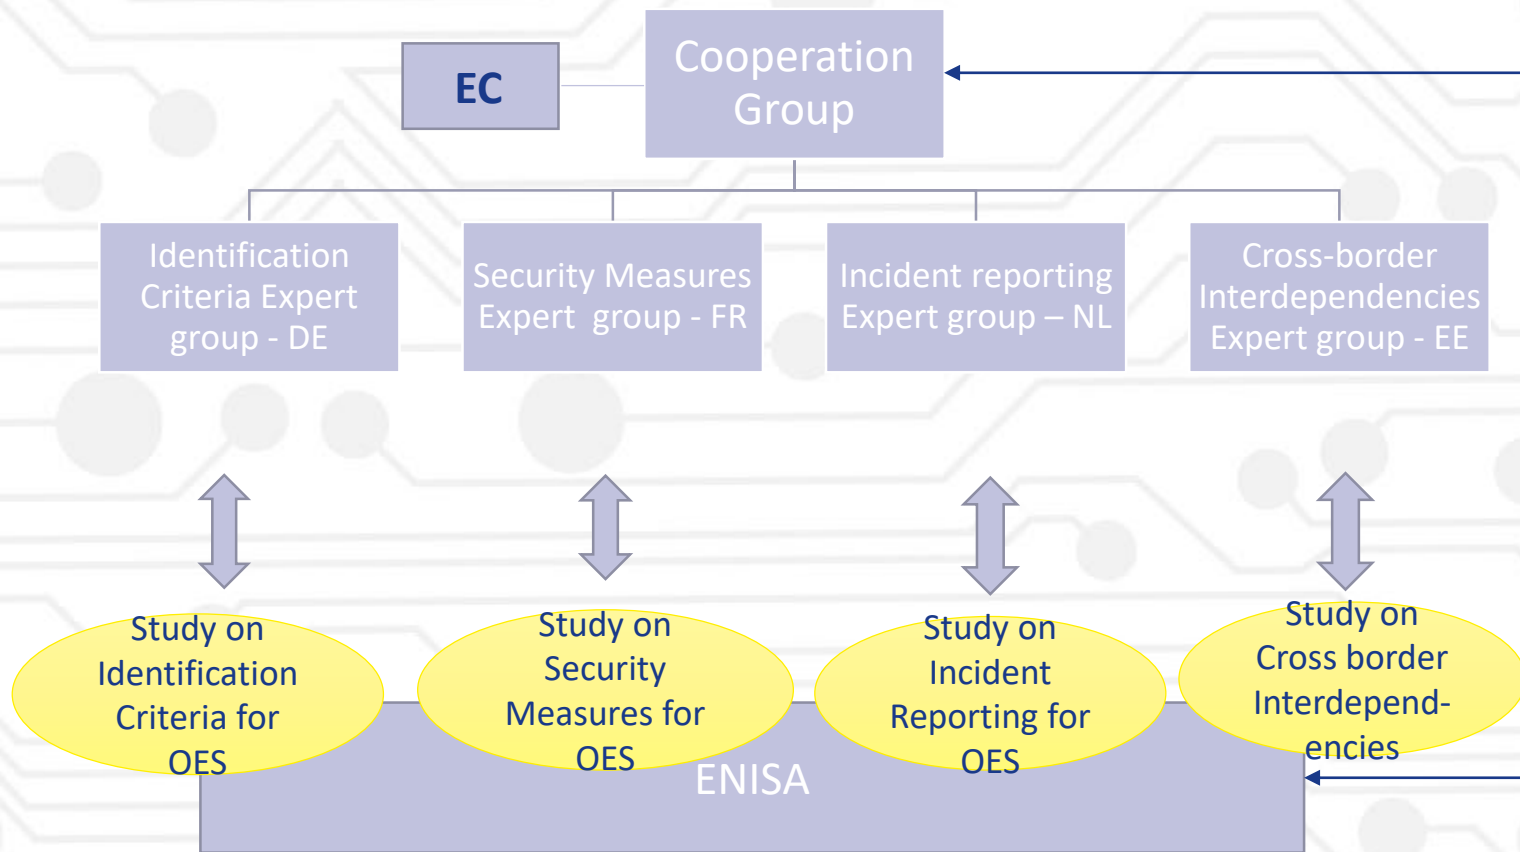 EC
Cooperation
Group
Identification
Criteria Expert
group - DE
Security Measures
Expert group - FR
Incident reporting
Expert group – NL
Cross-border
Interdependencies
Expert group - EE
Study on
Identification
Criteria for
OES
Study on
Security
Measures for
OES
Study on
Incident
Reporting for
OES
Study on
Cross border
Interdepend-
encies
ENISA